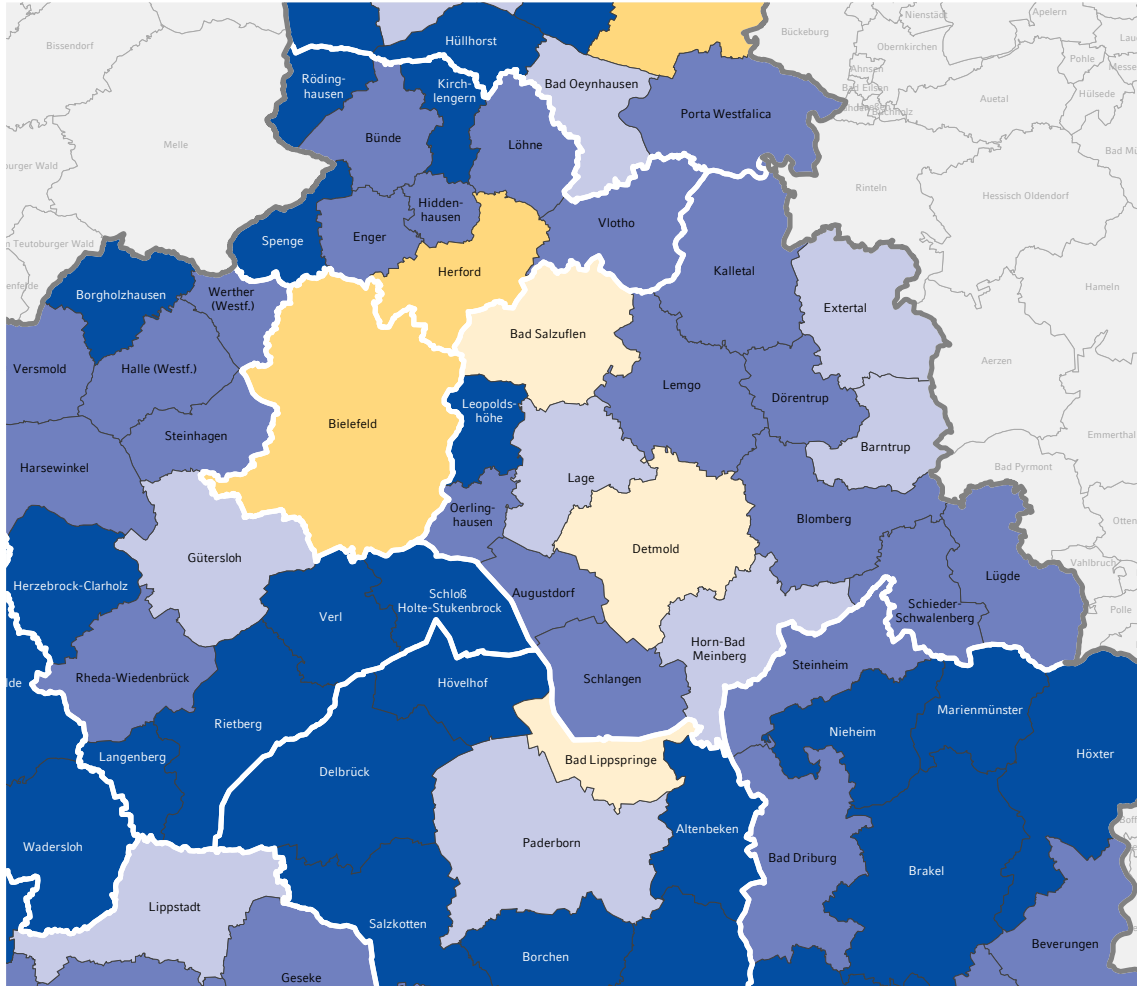 Bissendorf
Hüllhorst
Bückeburg
Nienstädt
Apelern
Obernkirchen
Pohle
Ahnsen
Bad Eilsen
Auetal
Hülsede
Buchholz
Röding-
hausen
Kirch-
lengern
Bad Oeynhausen
Porta Westfalica
Melle
Bünde
Löhne
Rinteln
Hessisch Oldendorf
Hidden-
hausen
Enger
Vlotho
Spenge
Herford
Kalletal
Borgholzhausen
Werther
(Westf.)
Extertal
Hameln
Bad Salzuflen
Aerzen
Versmold
Halle (Westf.)
Lemgo
Dörentrup
Leopolds-
höhe
Bielefeld
Steinhagen
Barntrup
Emmerthal
Harsewinkel
Bad Pyrmont
Lage
Oerling-
hausen
Blomberg
Detmold
Gütersloh
Vahlbruch
Lügde
Herzebrock-Clarholz
Augustdorf
Schloß
Holte-Stukenbrock
Schieder
Schwalenberg
Polle
Verl
Horn-Bad
Meinberg
Steinheim
Rheda-Wiedenbrück
Schlangen
Hövelhof
Marienmünster
Rietberg
Nieheim
Langenberg
Bad Lippspringe
Höxter
Delbrück
Altenbeken
Wadersloh
Paderborn
Bad Driburg
Brakel
Lippstadt
Salzkotten
Beverungen
Borchen
Geseke